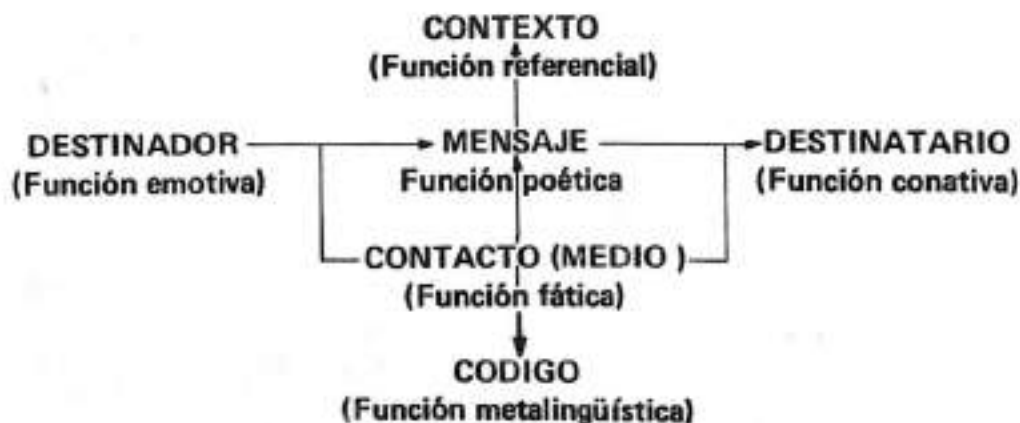 CONTEXTO
(Función referencial)
DESTINADOR
MENSAJE
DESTINATARIO
(Función emotiva)
Función poética
(Función conativa)
CONTACTO (MEDIO )
(Función fática)
CODIGO
(Función metalingüística)